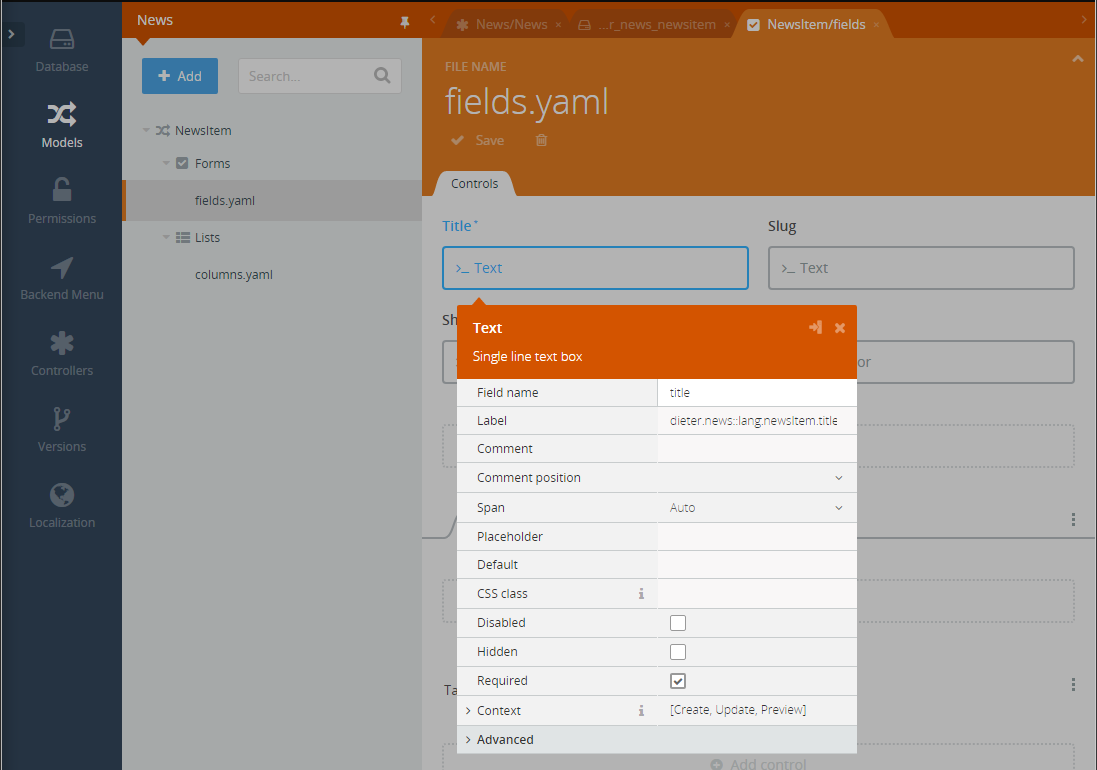 News
News/News ×
...r_news_newsitem ×
NewsItem/fields ×
Database
Models
Permissions
Backend Menu
Controllers
Versions
Localization
Add
Search...
NewsItem
Forms
fields.yaml
Lists
columns.yaml
FILE NAME
fields.yaml
Save
Controls
Title*
Slug
>_ Text
>_ Text
Sh
or
Text
Single line text box
Field name
title
Label
dieter.news::lang.newsItem.title
Comment
Comment position
Span
Auto
Placeholder
Default
CSS class
Disabled
Hidden
Required
Context
[Create, Update, Preview]
Advanced
Ta
Add control